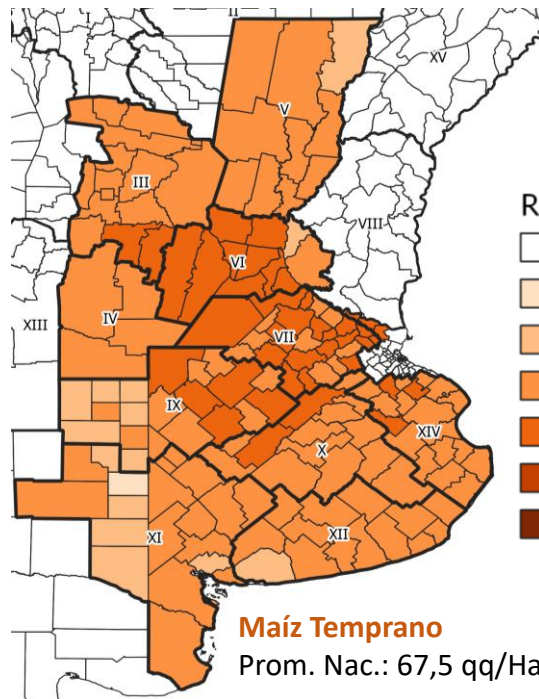 II
XV
V
III
VIII
R
VI
XIII
IV
VII
IX
XIV
X
XII
XI
Maíz Temprano
Prom. Nac.: 67,5 qq/Ha